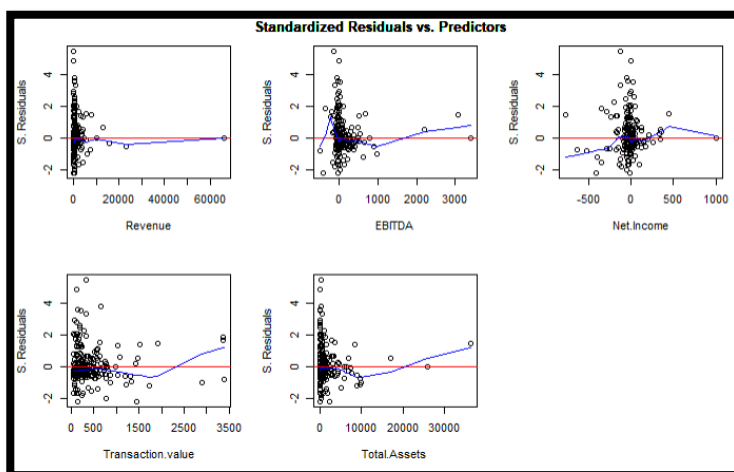 Standardized Residuals vs. Predictors
S. Residuals
-2 0 2 4
0 20000 40000 60000
Revenue
S. Residuals
-2 0 2 4
0 1000 2000 3000
EBITDA
S. Residuals
-2 0 2 4
-500 0 500 1000
Net.Income
S. Residuals
-2 0 2 4
0 500 1500 2500 3500
Transaction.value
S. Residuals
-2 0 2 4
0 10000 20000 30000
Total.Assets